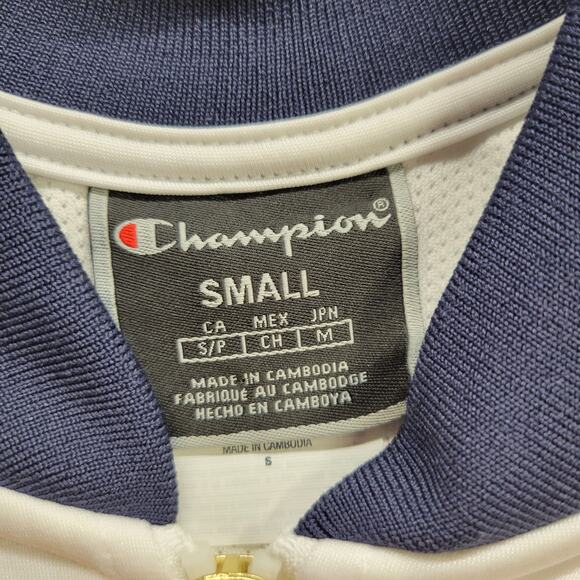 Champion®
SMALL
CA MEX JPN
S/P CH M
MADE IN CAMBODIA
FABRIQUÉ AU CAMBODGE
HECHO EN CAMBOYA
MADE IN CAMBODIA
S